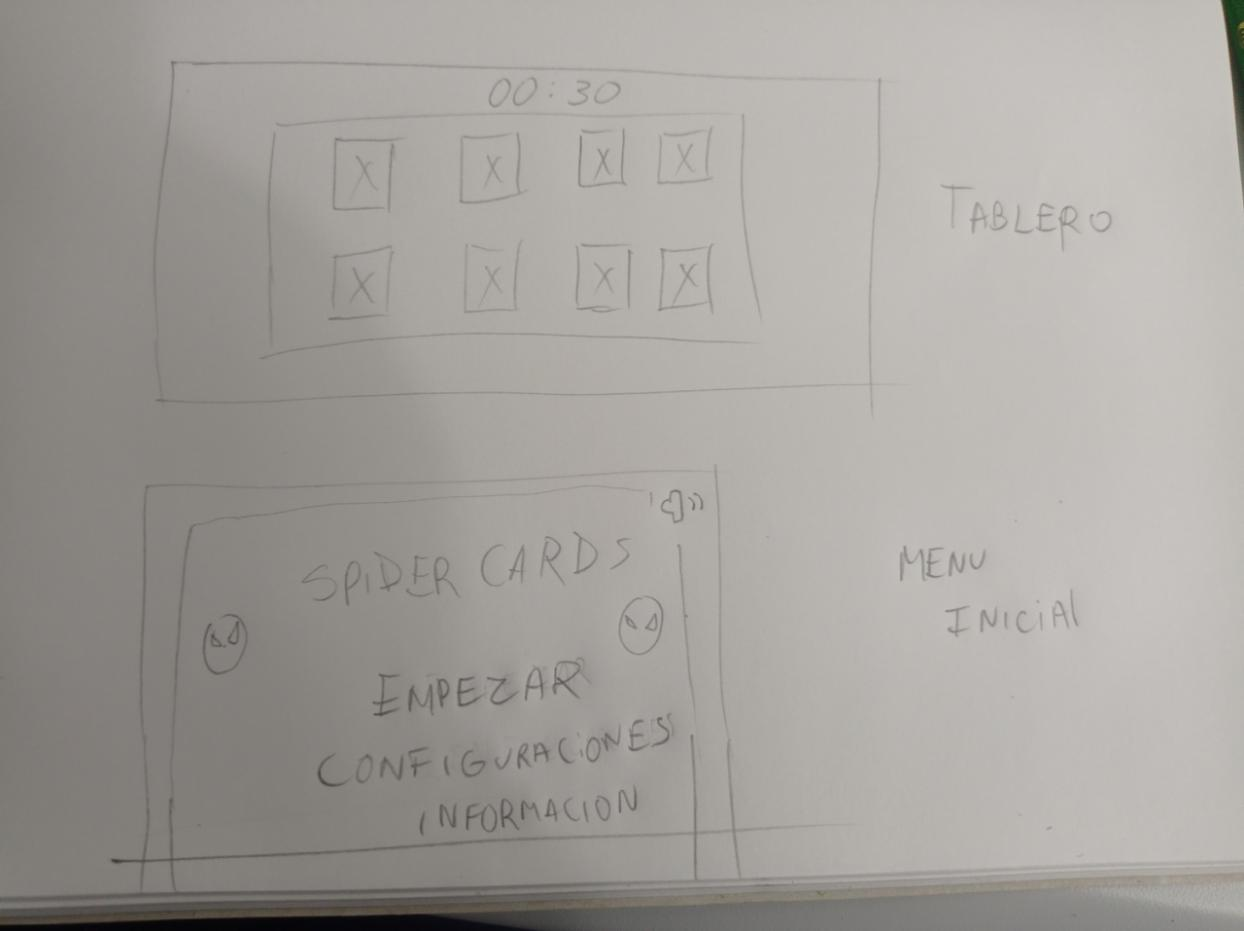 00:30
X X X X
X X X X
TABLERO
SPIDER CARDS
EMPEZAR
CONFIGURACIONES
INFORMACION
MENU
INICIAL